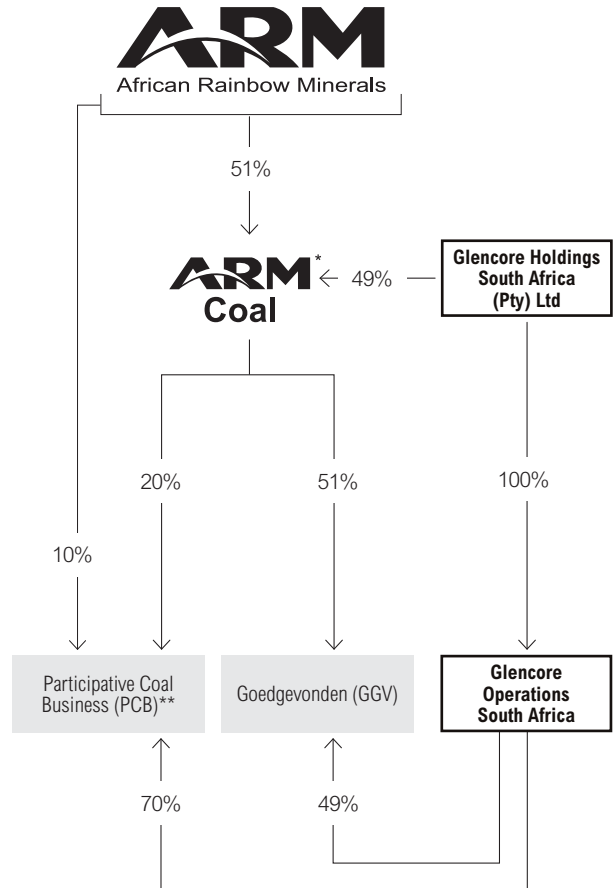 ARM
African Rainbow Minerals
51%
ARM*
Coal
49%
Glencore Holdings
South Africa
(Pty) Ltd
20%
51%
100%
10%
Participative Coal
Business (PCB)**
Goedgevonden (GGV)
Glencore
Operations
South Africa
70%
49%